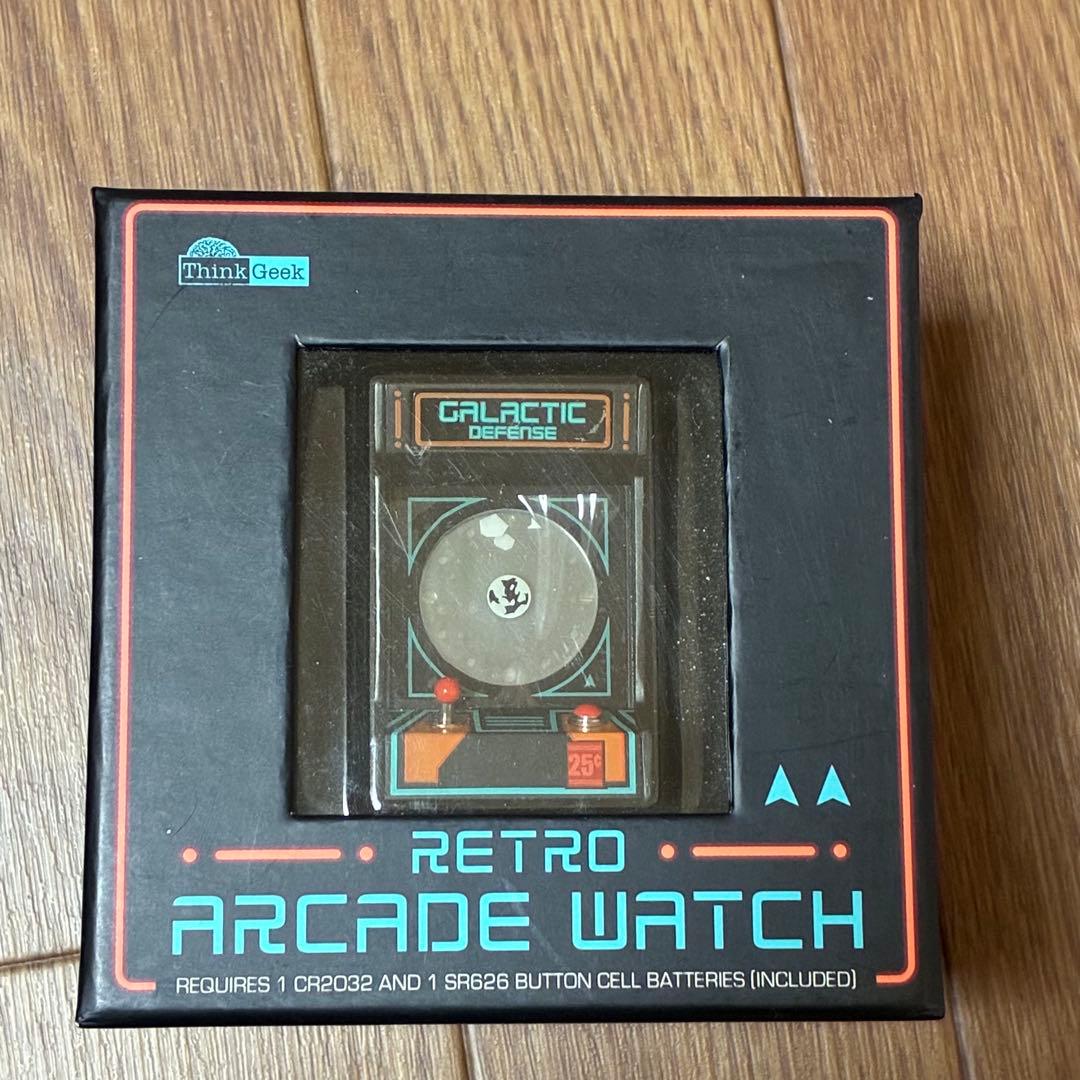 ThinkGeek
GALACTIC
DEFENSE
25¢
RETRO
ARCADE WATCH
REQUIRES 1 CR2032 AND 1 SR626 BUTTON CELL BATTERIES (INCLUDED)